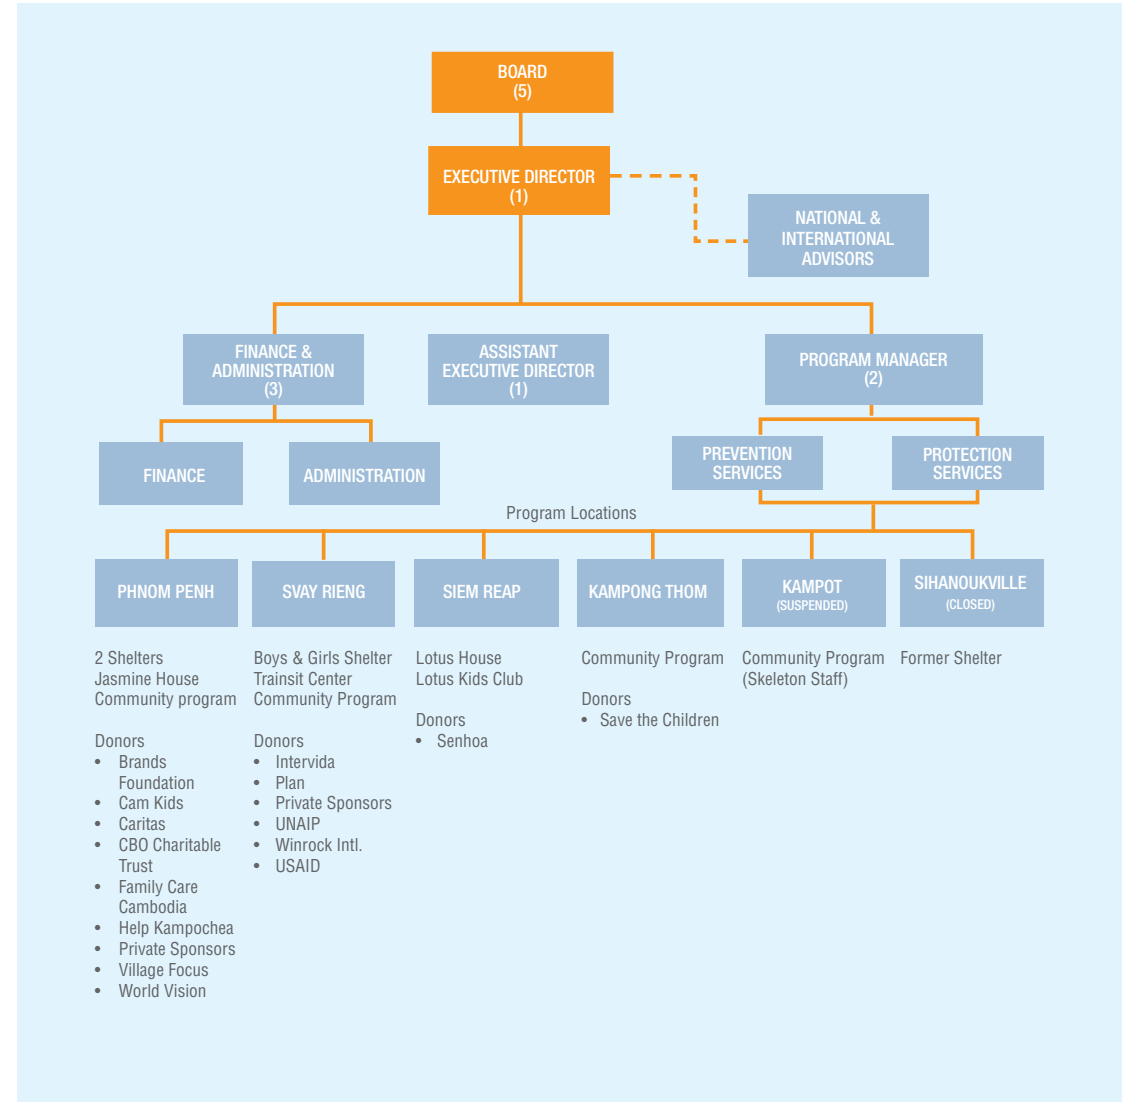 BOARD
(5)
EXECUTIVE DIRECTOR
(1)
NATIONAL &
INTERNATIONAL
ADVISORS
FINANCE &
ADMINISTRATION
(3)
ASSISTANT
EXECUTIVE DIRECTOR
(1)
PROGRAM MANAGER
(2)
FINANCE
ADMINISTRATION
PREVENTION
SERVICES
PROTECTION
SERVICES
Program Locations
PHNOM PENH
2 Shelters
Jasmine House
Community program
Donors
• Brands
Foundation
• Cam Kids
• Caritas
• CBO Charitable
Trust
• Family Care
Cambodia
• Help Kampochea
• Private Sponsors
• Village Focus
• World Vision
SVAY RIENG
Boys & Girls Shelter
Trainsit Center
Community Program
Donors
• Intervida
• Plan
• Private Sponsors
• UNAIP
• Winrock Intl.
• USAID
SIEM REAP
Lotus House
Lotus Kids Club
Donors
• Senhoa
KAMPONG THOM
Community Program
Donors
• Save the Children
KAMPOT
(SUSPENDED)
Community Program
(Skeleton Staff)
SIHANOUKVILLE
(CLOSED)
Former Shelter